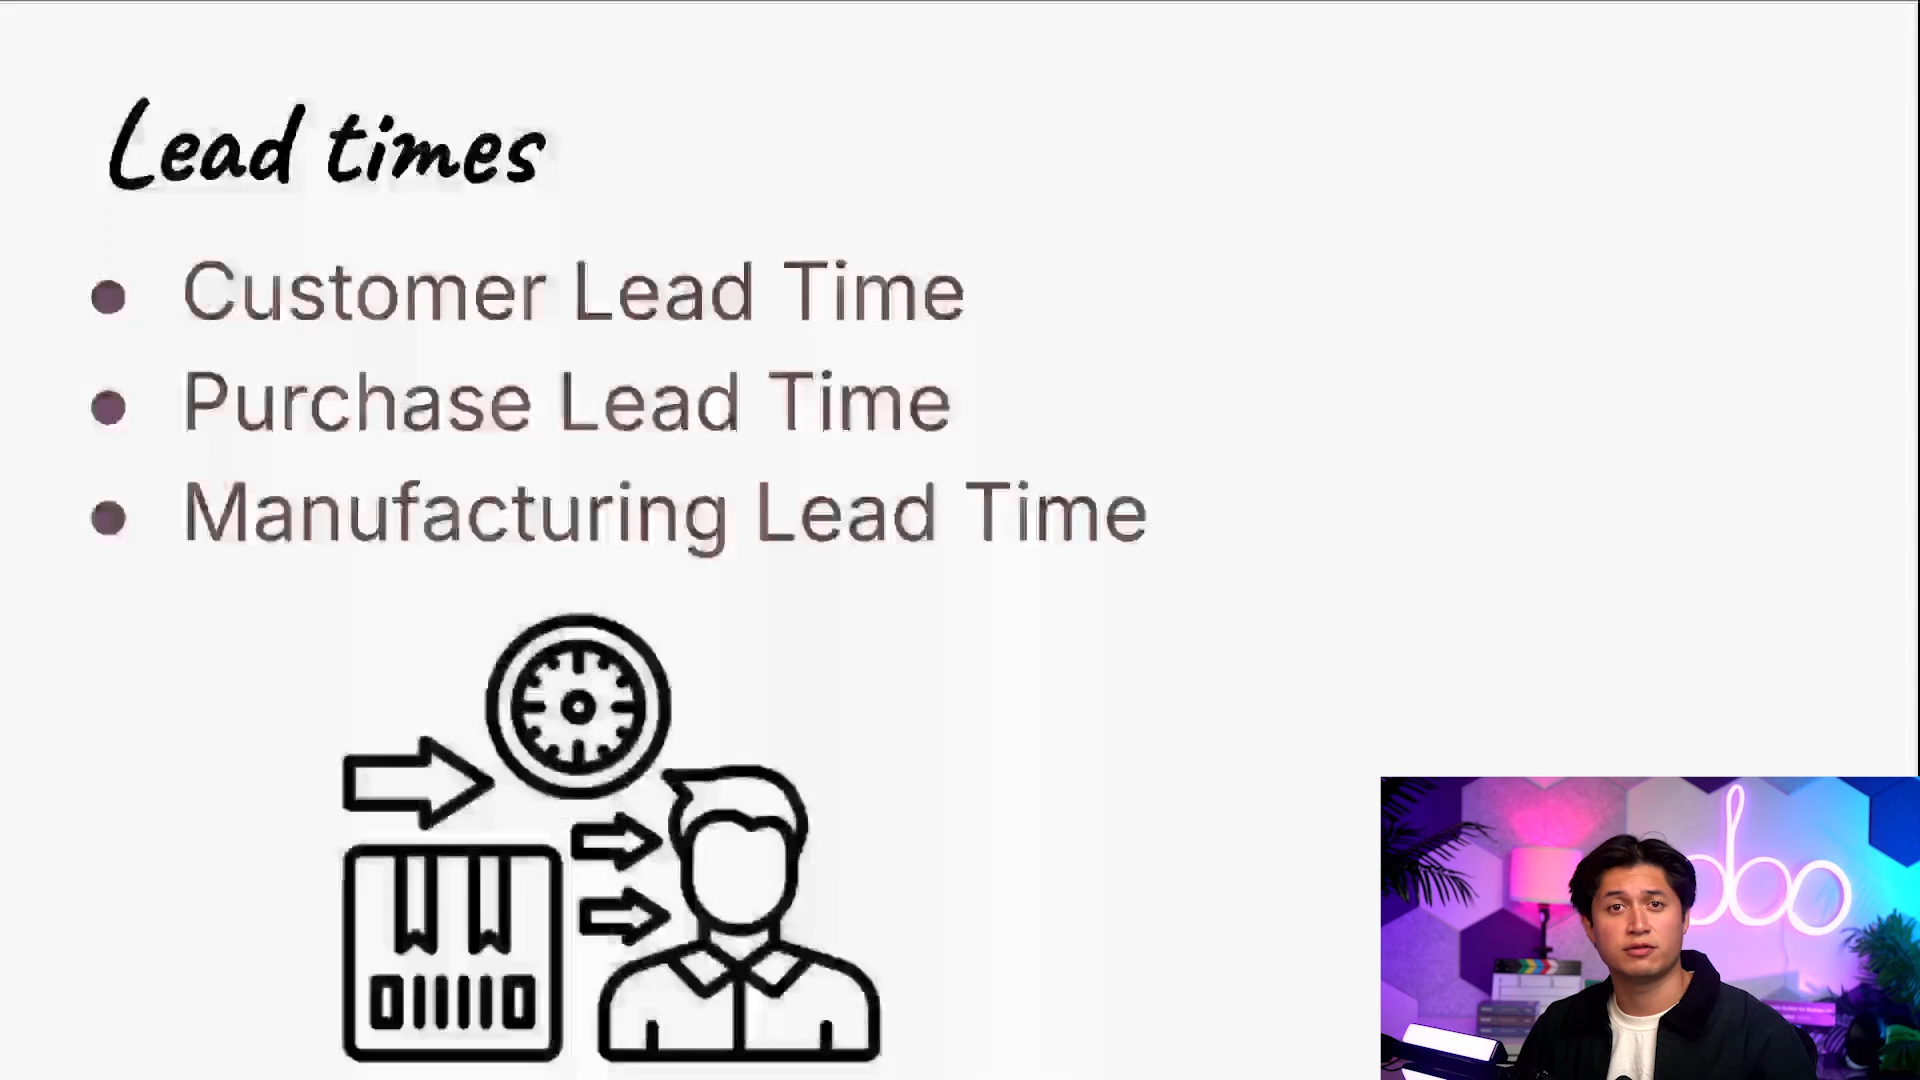 Lead times
Customer Lead Time
Purchase Lead Time
Manufacturing Lead Time